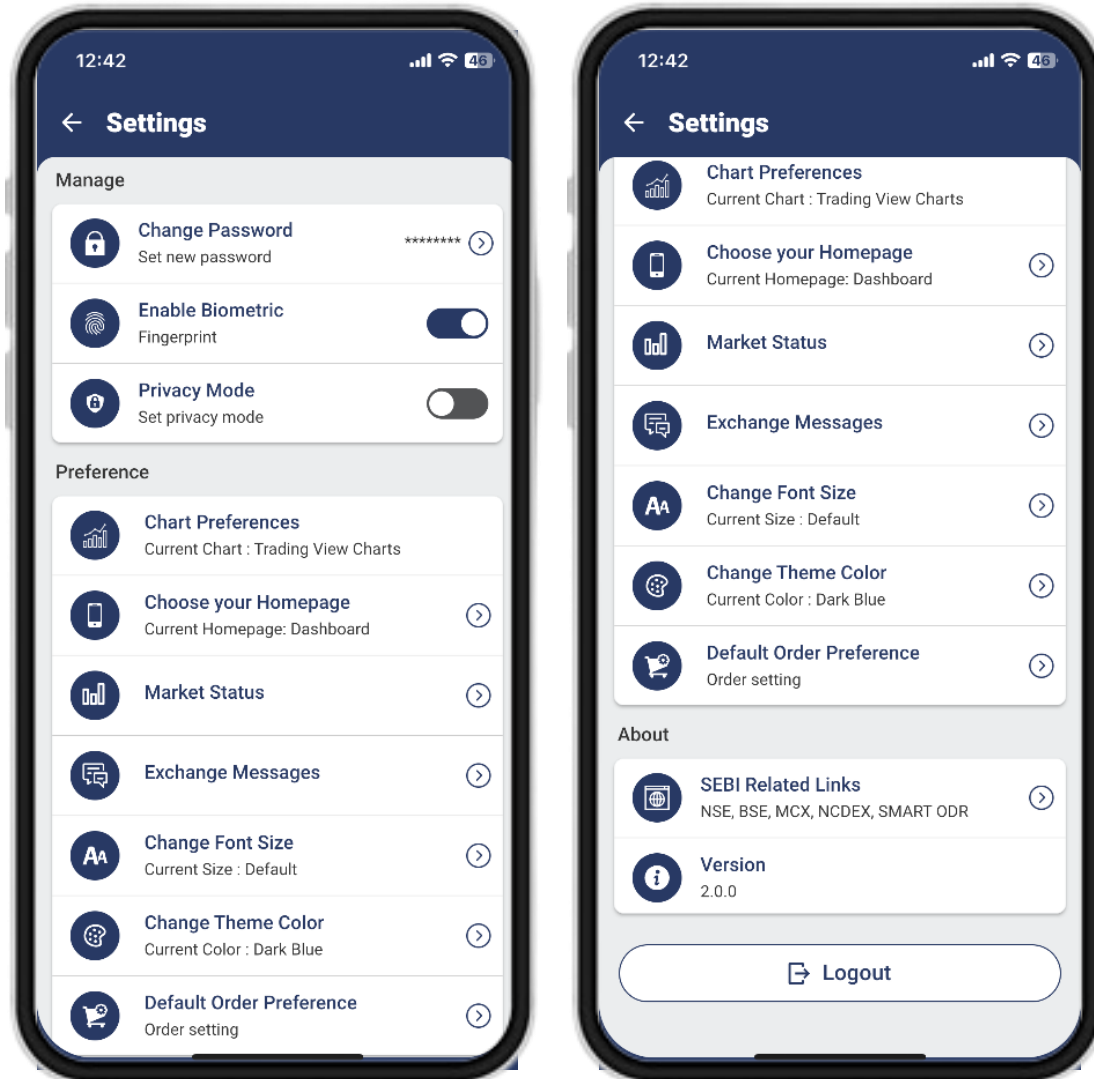 12:42
46
Settings
Manage
Change Password
Set new password
********
Enable Biometric
Fingerprint
Privacy Mode
Set privacy mode
Preference
Chart Preferences
Current Chart : Trading View Charts
Choose your Homepage
Current Homepage: Dashboard
Market Status
Exchange Messages
AA
Change Font Size
Current Size : Default
Change Theme Color
Current Color : Dark Blue
Default Order Preference
Order setting
12:42
46
Settings
Chart Preferences
Current Chart : Trading View Charts
Choose your Homepage
Current Homepage: Dashboard
Market Status
Exchange Messages
AA
Change Font Size
Current Size : Default
Change Theme Color
Current Color : Dark Blue
Default Order Preference
Order setting
About
SEBI Related Links
NSE, BSE, MCX, NCDEX, SMART ODR
i
Version
2.0.0
Logout